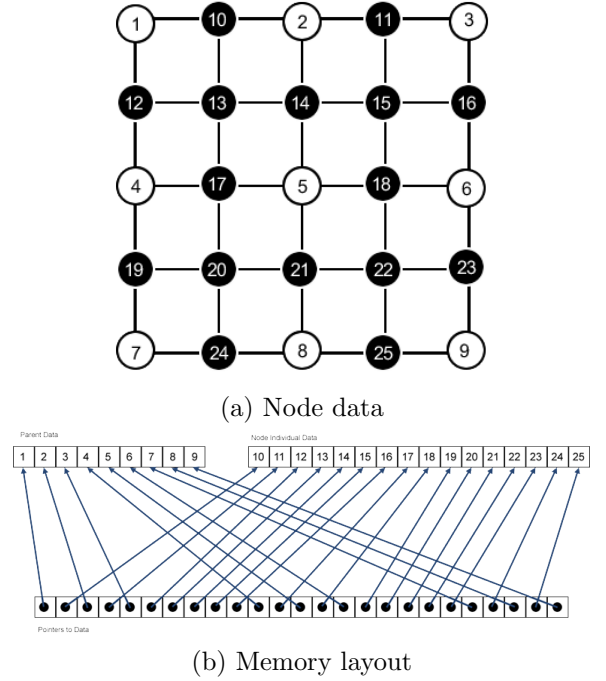 1 10 2 11 3
12 13 14 15 16
4 17 5 18 6
19 20 21 22 23
7 24 8 25 9
(a) Node data
Parent Data
Node Individual Data
1 2 3 4 5 6 7 8 9
10 11 12 13 14 15 16 17 18 19 20 21 22 23 24 25
Pointers to Data
(b) Memory layout